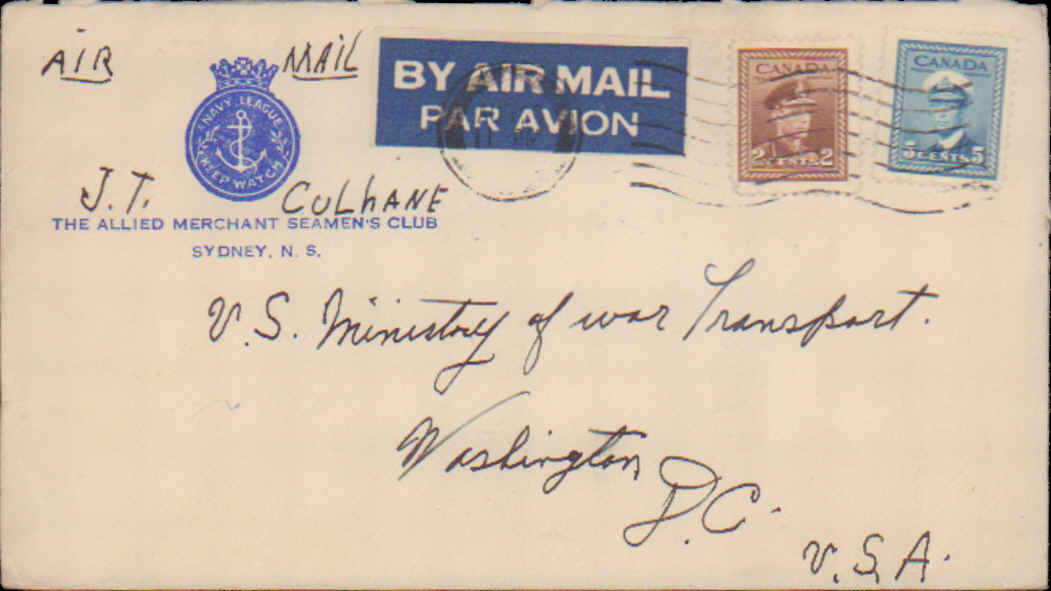 AIR MAIL
NAVY LEAGUE
KEEP WATCH
BY AIR MAIL
PAR AVION
CANADA
2 CENTS 2
CANADA
5 CENTS 5
J.T. CULhANE
THE ALLIED MERCHANT SEAMEN'S CLUB
SYDNEY, N. S.
U.S. Ministory of war Transport.
Washington
D.C.
U.S.A.